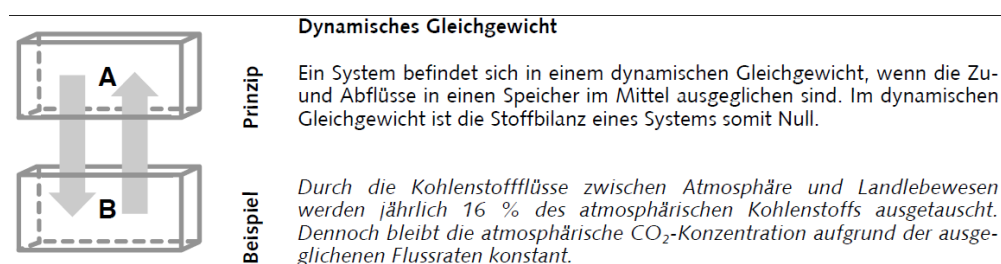 Dynamisches Gleichgewicht
A
B
Prinzip
Ein System befindet sich in einem dynamischen Gleichgewicht, wenn die Zu-
und Abflüsse in einen Speicher im Mittel ausgeglichen sind. Im dynamischen
Gleichgewicht ist die Stoffbilanz eines Systems somit Null.
Beispiel
Durch die Kohlenstoffflüsse zwischen Atmosphäre und Landlebewesen
werden jährlich 16 % des atmosphärischen Kohlenstoffs ausgetauscht.
Dennoch bleibt die atmosphärische CO₂-Konzentration aufgrund der ausge-
glichenen Flussraten konstant.